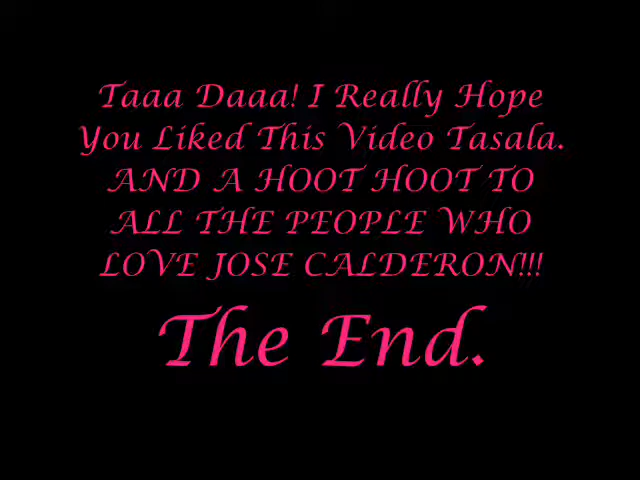 Taaa Daaa! I Really Hope
You Liked This Video Tasala.
AND A HOOT HOOT TO
ALL THE PEOPLE WHO
LOVE JOSE CALDERON!!!
The End.